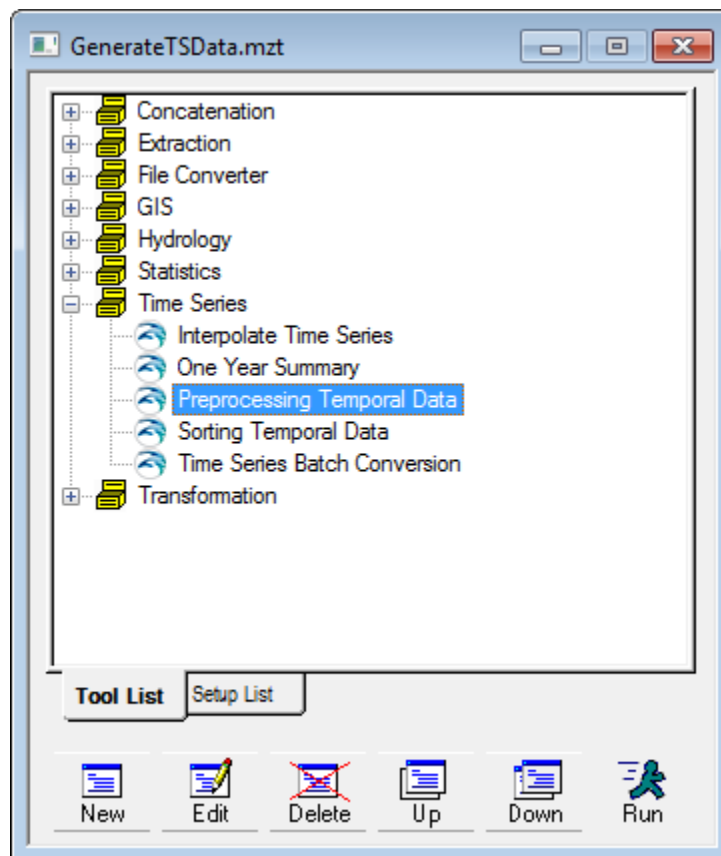 GenerateTSData.mzt
Concatenation
Extraction
File Converter
GIS
Hydrology
Statistics
Time Series
Interpolate Time Series
One Year Summary
Preprocessing Temporal Data
Sorting Temporal Data
Time Series Batch Conversion
Transformation
Tool List Setup List
New Edit Delete Up Down Run